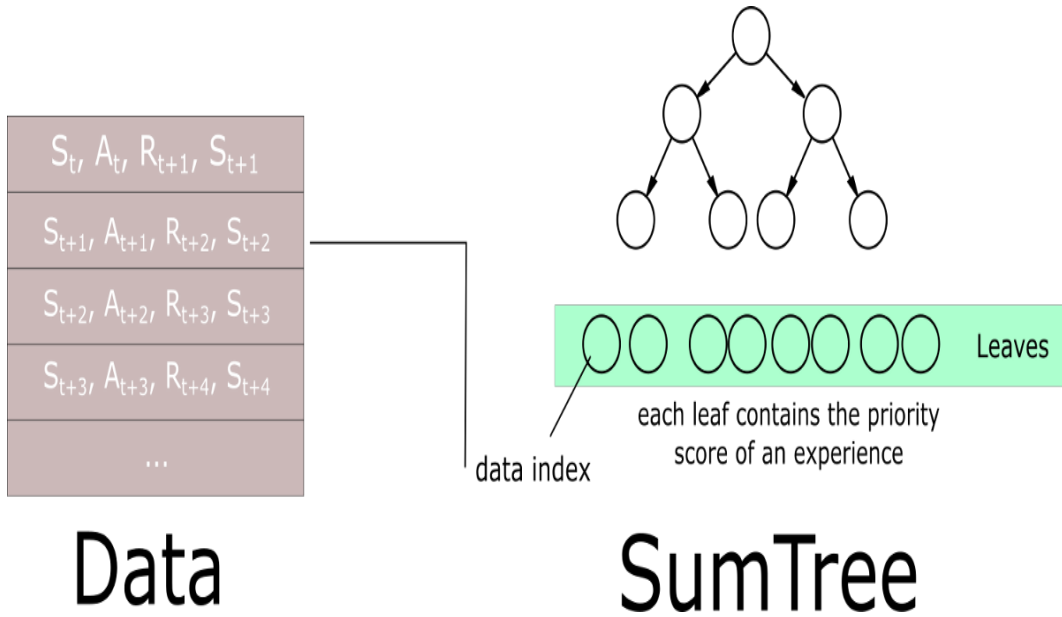 Sₜ, Aₜ, Rₜ₊₁, Sₜ₊₁
Sₜ₊₁, Aₜ₊₁, Rₜ₊₂, Sₜ₊₂
Sₜ₊₂, Aₜ₊₂, Rₜ₊₃, Sₜ₊₃
Sₜ₊₃, Aₜ₊₃, Rₜ₊₄, Sₜ₊₄
...
Data
Leaves
each leaf contains the priority
score of an experience
data index
SumTree